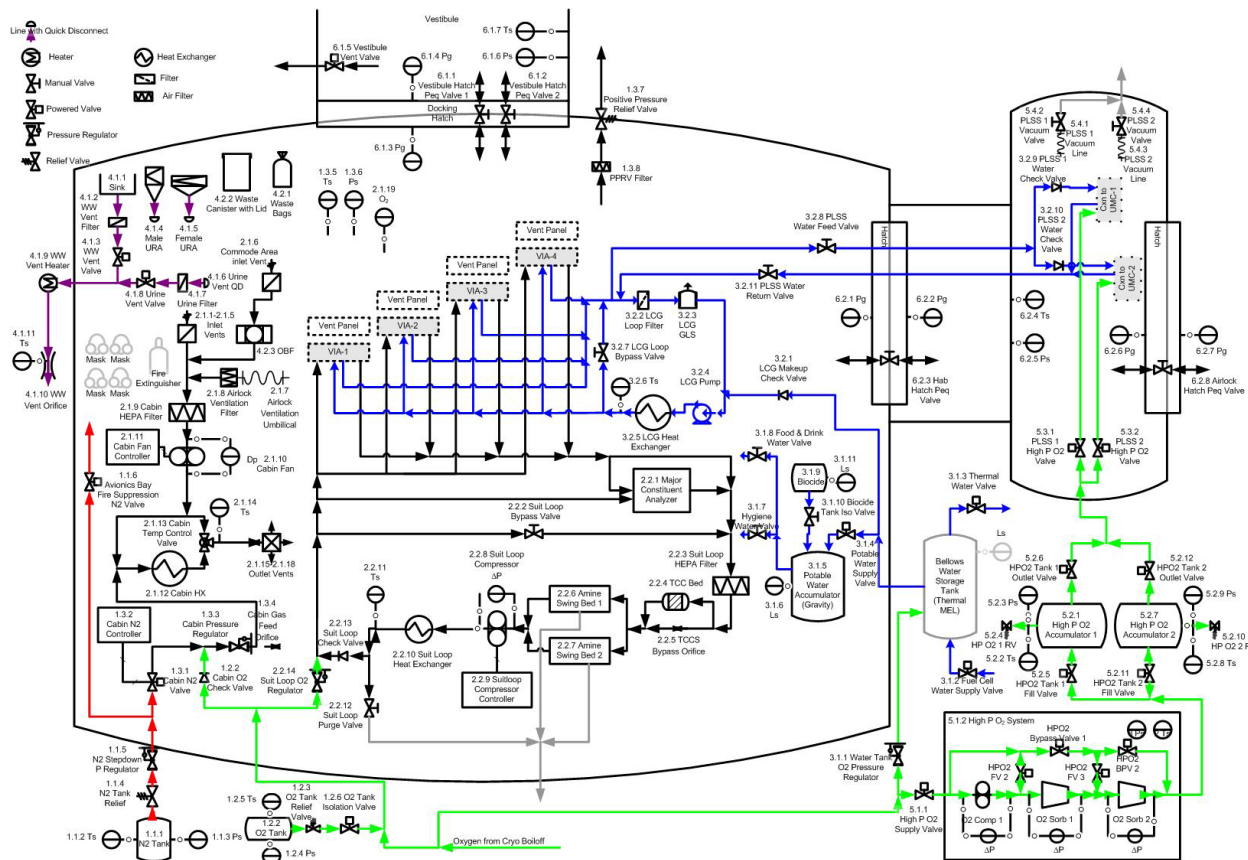 Line with Quick Disconnect
Heater
Manual Valve
Powered Valve
Pressure Regulator
Relief Valve
Heat Exchanger
Filter
Air Filter
Vestibule
6.1.5 Vestibule
Vent Valve
6.1.4 Pg
6.1.7 Ts
6.1.6 Ps
6.1.1
Vestibule Hatch
Peq Valve 1
6.1.2
Vestibule Hatch
Peq Valve 2
Docking
Hatch
6.1.3 Pg
1.3.7
Positive Pressure
Relief Valve
1.3.8
PPRV Filter
4.1.1
Sink
4.1.2
WW
Vent Filter
4.1.3
WW
Vent Valve
4.1.4
Male
URA
4.1.5
Female
URA
4.2.2 Waste
Canister with Lid
4.2.1
Waste
Bags
1.3.5
Ts
1.3.6
Ps
2.1.19
O₂
4.1.9 WW
Vent Heater
4.1.8 Urine
Vent Valve
4.1.7
Urine Filter
4.1.6 Urine
Vent QD
2.1.6
Commode Area
inlet Vent
2.1.1-2.1.5
Inlet
Vents
4.2.3 OBF
4.1.11
Ts
4.1.10 WW
Vent Orifice
Mask
Mask
Mask
Mask
Fire
Extinguisher
2.1.8 Airlock
Ventilation
Filter
2.1.7
Airlock
Ventilation
Umbilical
2.1.9 Cabin
HEPA Filter
2.1.11
Cabin Fan
Controller
Dp
2.1.10
Cabin Fan
1.1.6
Avionics Bay
Fire Suppression
N2 Valve
2.1.14
Ts
2.1.13 Cabin
Temp Control
Valve
2.1.15-2.1.18
Outlet Vents
2.1.12 Cabin HX
1.3.2
Cabin N2
Controller
1.3.3
Cabin Pressure
Regulator
1.3.4
Cabin Gas
Feed
Orifice
1.3.1
Cabin N2
Valve
1.2.2
Cabin O2
Check Valve
1.1.5
N2 Stepdown
P Regulator
1.1.4
N2 Tank
Relief
1.1.2 Ts
1.1.1
N2 Tank
1.1.3 Ps
1.2.5 Ts
1.2.3
O2 Tank
Relief
Valve
1.2.6 O2 Tank
Isolation Valve
1.2.2
O2 Tank
1.2.4 Ps
Oxygen from Cryo Boiloff
Vent Panel
VIA-4
Vent Panel
VIA-3
Vent Panel
VIA-2
Vent Panel
VIA-1
3.2.2 LCG
Loop Filter
3.2.3
LCG
GLS
3.2.7 LCG Loop
Bypass Valve
3.2.6 Ts
3.2.4
LCG Pump
3.2.5 LCG Heat
Exchanger
3.2.1
LCG Makeup
Check Valve
3.2.8 PLSS
Water Feed Valve
3.2.11 PLSS Water
Return Valve
2.2.1 Major
Constituent
Analyzer
2.2.2 Suit Loop
Bypass Valve
2.2.3 Suit Loop
HEPA Filter
2.2.4 TCC Bed
2.2.5 TCCS
Bypass Orifice
2.2.6 Amine
Swing Bed 1
2.2.7 Amine
Swing Bed 2
2.2.8 Suit Loop
Compressor
ΔP
2.2.9 Suitloop
Compressor
Controller
2.2.10 Suit Loop
Heat Exchanger
2.2.11
Ts
2.2.13
Suit Loop
Check Valve
2.2.14
Suit Loop O2
Regulator
2.2.12
Suit Loop
Purge Valve
3.1.8 Food & Drink
Water Valve
3.1.9
Biocide
3.1.11
Ls
3.1.10 Biocide
Tank Iso Valve
3.1.7
Hygiene
Water Valve
3.1.4
Potable
Water
Supply Valve
3.1.5
Potable
Water
Accumulator
(Gravity)
3.1.6
Ls
Hatch
6.2.1 Pg
6.2.2 Pg
6.2.3 Hab
Hatch Peq
Valve
5.4.2
PLSS 1
Vacuum
Valve
5.4.1
PLSS 1
Vacuum
Line
5.4.4
PLSS 2
Vacuum
Valve
5.4.3
PLSS 2
Vacuum
Line
3.2.9 PLSS 1
Water
Check Valve
3.2.10
PLSS 2
Water
Check
Valve
Cxn to
UMC-1
Cxn to
UMC-2
6.2.4 Ts
6.2.5 Ps
Hatch
6.2.6 Pg
6.2.7 Pg
6.2.8 Airlock
Hatch Peq
Valve
5.3.1
PLSS 1
High P O2
Valve
5.3.2
PLSS 2
High P O2
Valve
3.1.3 Thermal
Water Valve
Ls
Bellows
Water
Storage
Tank
(Thermal
MEL)
3.1.2 Fuel Cell
Water Supply Valve
5.2.6
HPO2 Tank 1
Outlet Valve
5.2.12
HPO2 Tank 2
Outlet Valve
5.2.3 Ps
5.2.1
High P O2
Accumulator 1
5.2.7
High P O2
Accumulator 2
5.2.9 Ps
5.2.4
HP O2 1 RV
5.2.2 Ts
5.2.10
5.2.8 Ts
5.2.5
HPO2 Tank 1
Fill Valve
5.2.11
HPO2 Tank 2
Fill Valve
3.1.1 Water Tank
O2 Pressure
Regulator
5.1.1
High P O2
Supply Valve
5.1.2 High P O₂ System
HPO2
Bypass Valve 1
HPO2
FV 2
HPO2
FV 3
HPO2
BPV 2
O2 Comp 1
O2 Sorb 1
O2 Sorb 2
ΔP
ΔP
ΔP